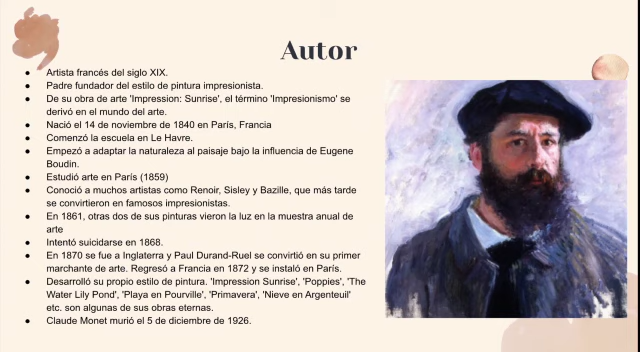 Autor
● Artista francés del siglo XIX.
● Padre fundador del estilo de pintura impresionista.
● De su obra de arte 'Impression: Sunrise', el término 'Impresionismo' se
derivó en el mundo del arte.
● Nació el 14 de noviembre de 1840 en París, Francia
● Comenzó la escuela en Le Havre.
● Empezó a adaptar la naturaleza al paisaje bajo la influencia de Eugene
Boudin.
● Estudió arte en París (1859)
● Conoció a muchos artistas como Renoir, Sisley y Bazille, que más tarde
se convirtieron en famosos impresionistas.
● En 1861, otras dos de sus pinturas vieron la luz en la muestra anual de
arte
● Intentó suicidarse en 1868.
● En 1870 se fue a Inglaterra y Paul Durand-Ruel se convirtió en su primer
marchante de arte. Regresó a Francia en 1872 y se instaló en París.
● Desarrolló su propio estilo de pintura. 'Impression Sunrise', 'Poppies', 'The
Water Lily Pond', 'Playa en Pourville', 'Primavera', 'Nieve en Argenteuil'
etc. son algunas de sus obras eternas.
● Claude Monet murió el 5 de diciembre de 1926.